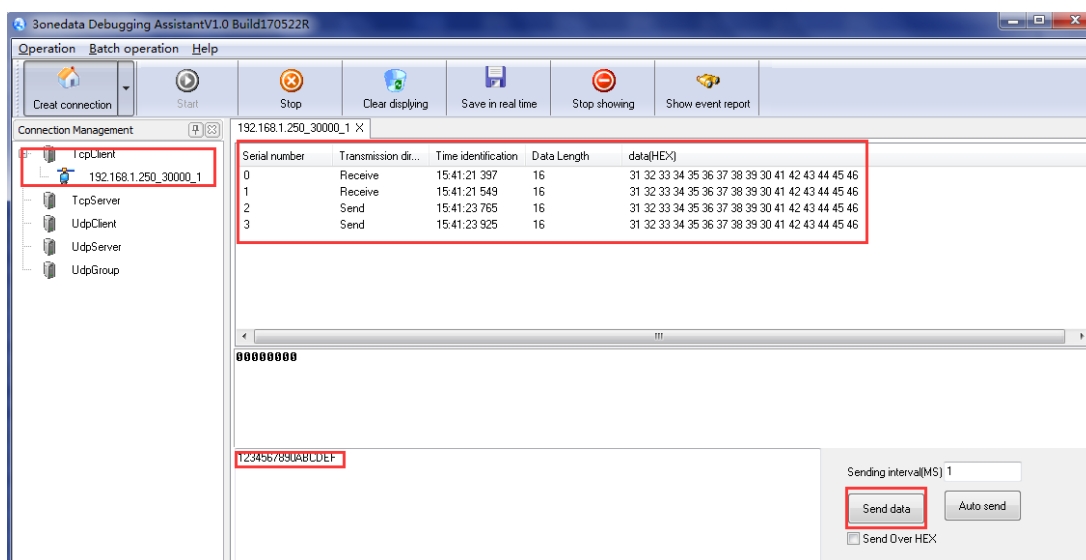 3onedata Debugging AssistantV1.0 Build170522R
Operation Batch operation Help
Creat connection Start Stop Clear displying Save in real time Stop showing Show event report
Connection Management
192.168.1.250_30000_1
TcpClient
192.168.1.250_30000_1
TcpServer
UdpClient
UdpServer
UdpGroup
Serial number Transmission dir... Time identification Data Length data(HEX)
0 Receive 15:41:21 397 16 31 32 33 34 35 36 37 38 39 30 41 42 43 44 45 46
1 Receive 15:41:21 549 16 31 32 33 34 35 36 37 38 39 30 41 42 43 44 45 46
2 Send 15:41:23 765 16 31 32 33 34 35 36 37 38 39 30 41 42 43 44 45 46
3 Send 15:41:23 925 16 31 32 33 34 35 36 37 38 39 30 41 42 43 44 45 46
00000000
1234567890ABCDEF
Sending interval(MS) 1
Send data Auto send
Send Over HEX